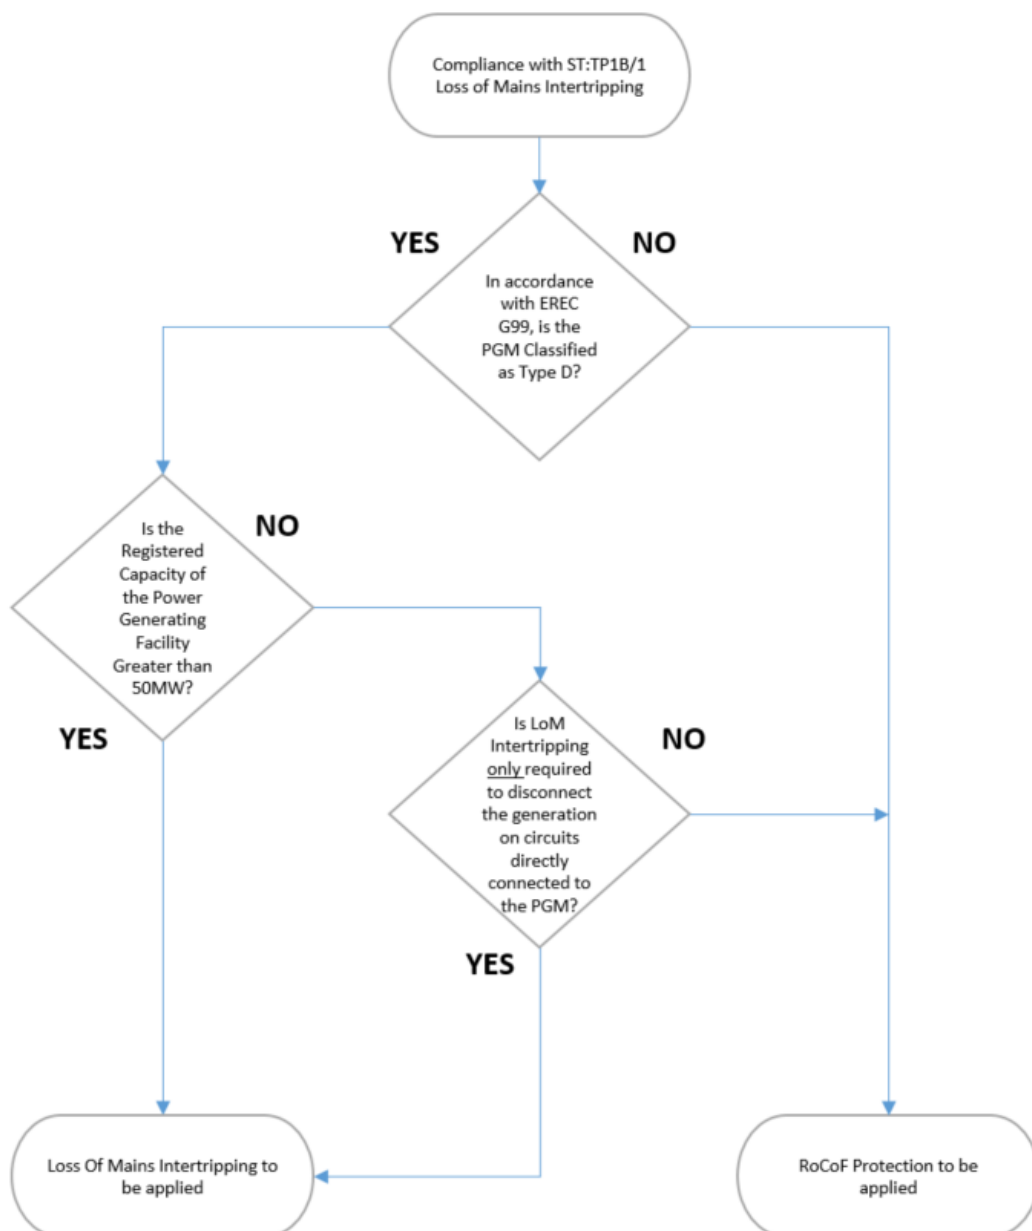 Compliance with ST:TP1B/1
Loss of Mains Intertripping
YES
NO
In accordance
with EREC
G99, is the
PGM Classified
as Type D?
Is the
Registered
Capacity of
the Power
Generating
Facility
Greater than
50MW?
NO
YES
Is LoM
Intertripping
only required
to disconnect
the generation
on circuits
directly
connected to
the PGM?
NO
YES
Loss Of Mains Intertripping to
be applied
RoCoF Protection to be
applied